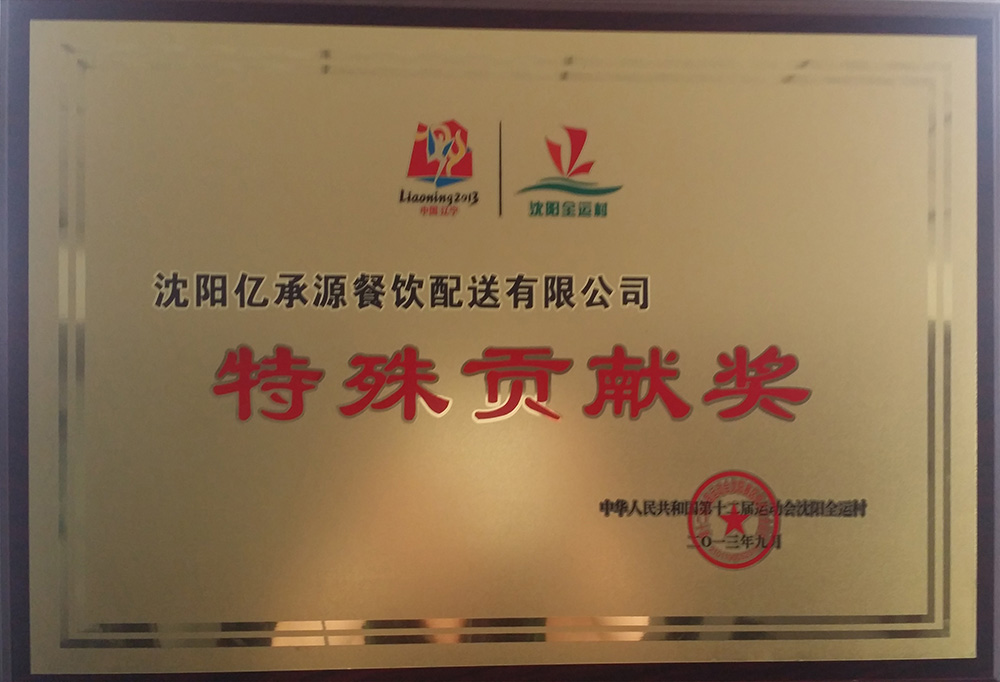 Liaoning2013
中国辽宁
沈阳全运村
沈阳亿承源餐饮配送有限公司
特殊贡献奖
中华人民共和国第十二届运动会沈阳全运村
二〇一三年九月